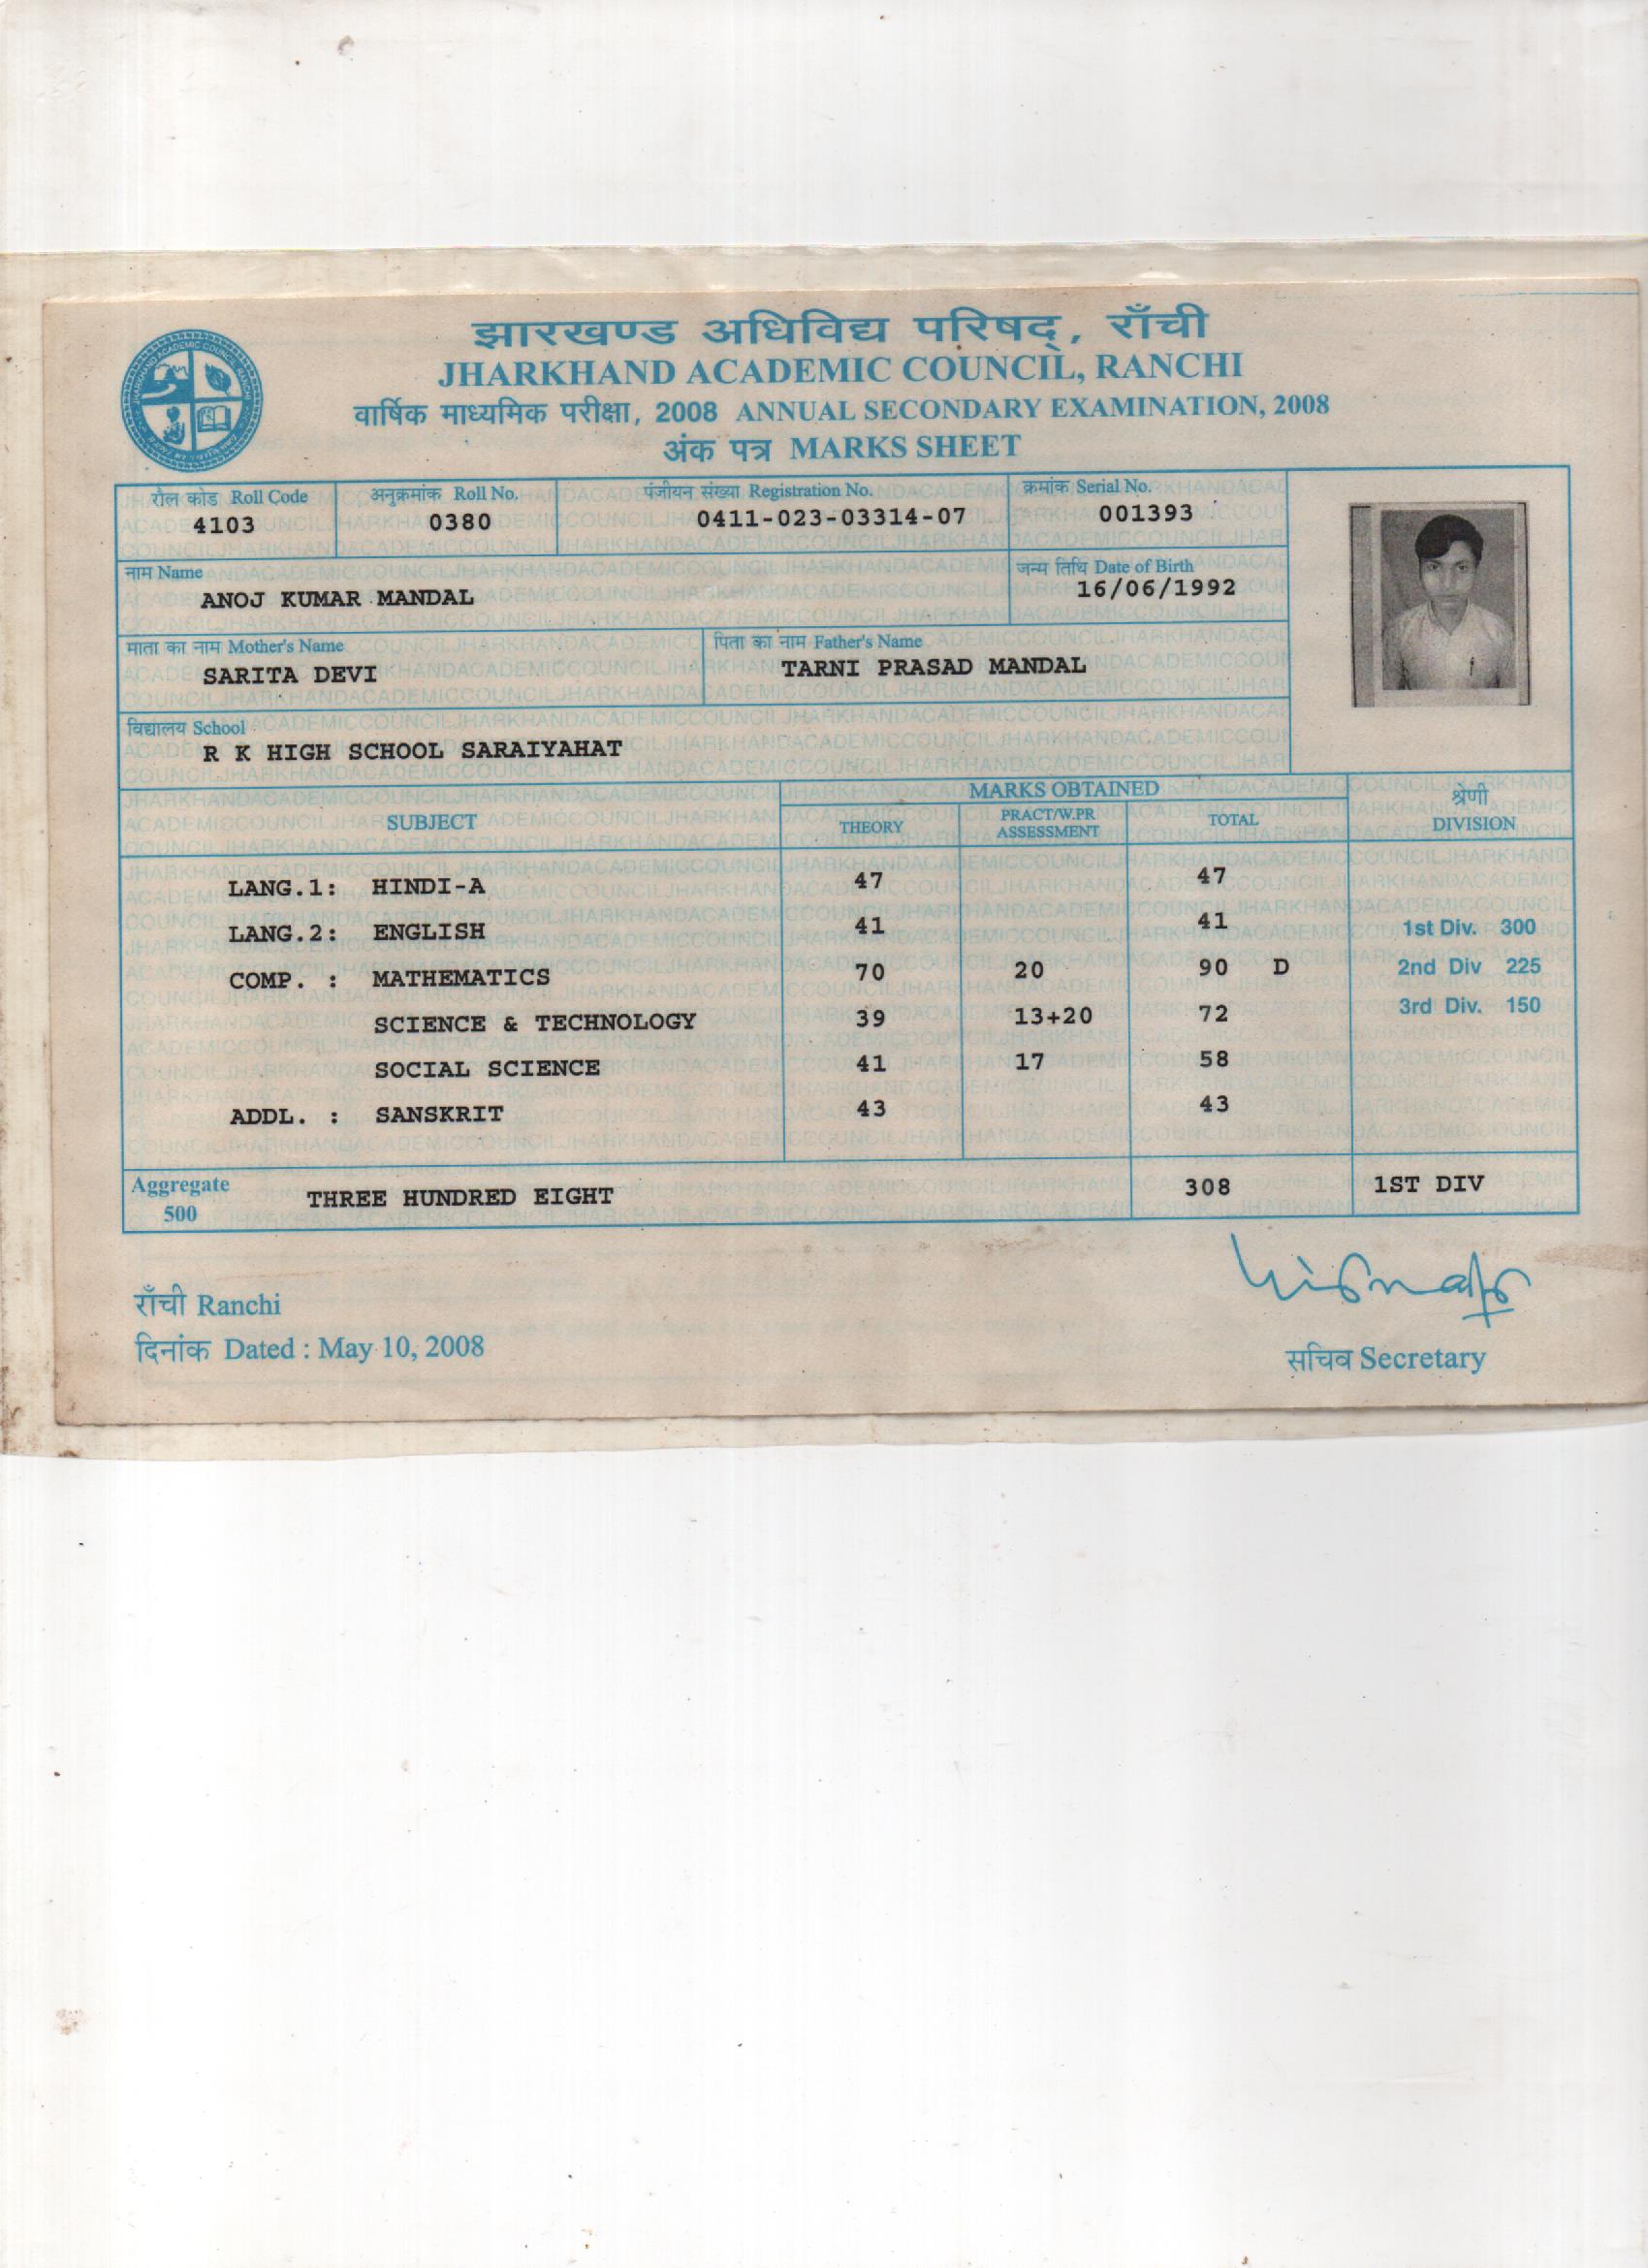 झारखण्ड अधिविद्य परिषद्, राँची
JHARKHAND ACADEMIC COUNCIL, RANCHI
वार्षिक माध्यमिक परीक्षा, 2008 ANNUAL SECONDARY EXAMINATION, 2008
अंक पत्र MARKS SHEET
रौल कोड Roll Code अनुक्रमांक Roll No. पंजीयन संख्या Registration No. क्रमांक Serial No.
4103 0380 0411-023-03314-07 001393
नाम Name जन्म तिथि Date of Birth
ANOJ KUMAR MANDAL 16/06/1992
माता का नाम Mother's Name पिता का नाम Father's Name
SARITA DEVI TARNI PRASAD MANDAL
विद्यालय School
R K HIGH SCHOOL SARAIYAHAT
MARKS OBTAINED
SUBJECT THEORY PRACT/W.PR ASSESSMENT TOTAL श्रेणी DIVISION
LANG.1: HINDI-A 47 47
LANG.2: ENGLISH 41 41 1st Div. 300
COMP. : MATHEMATICS 70 20 90 D 2nd Div 225
SCIENCE & TECHNOLOGY 39 13+20 72 3rd Div. 150
SOCIAL SCIENCE 41 17 58
ADDL. : SANSKRIT 43 43
Aggregate 500 THREE HUNDRED EIGHT 308 1ST DIV
राँची Ranchi
दिनांक Dated : May 10, 2008
सचिव Secretary